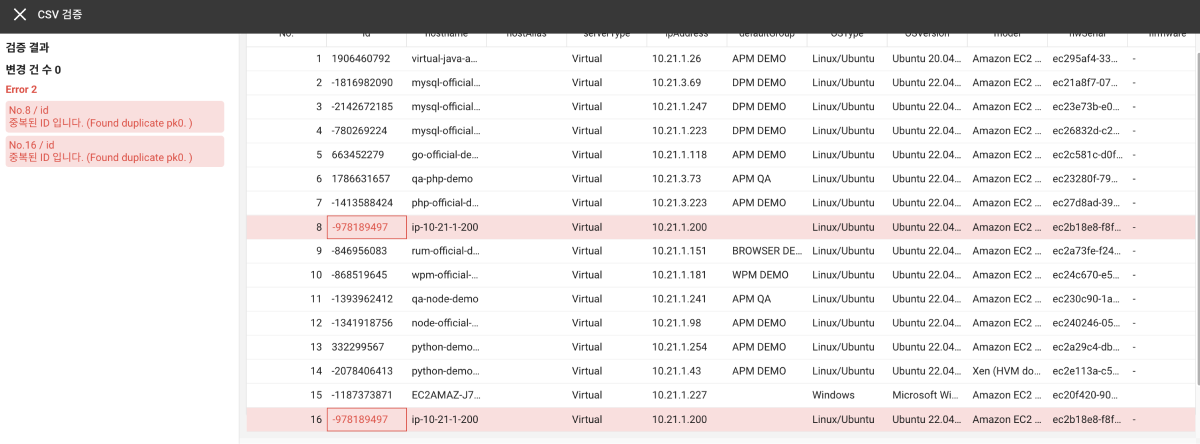 CSV 검증
검증 결과
변경 건 수 0
Error 2
No.8 / id
중복된 ID 입니다. (Found duplicate pk0. )
No.16 / id
중복된 ID 입니다. (Found duplicate pk0. )
No. id hostname hostAlias serverType ipAddress defaultGroup OSType OSVersion model hwSerial firmware
1 1906460792 virtual-java-a... Virtual 10.21.1.26 APM DEMO Linux/Ubuntu Ubuntu 20.04... Amazon EC2 ... ec295af4-33... -
2 -1816982090 mysql-official... Virtual 10.21.3.69 DPM DEMO Linux/Ubuntu Ubuntu 22.04... Amazon EC2 ... ec21a8f7-07... -
3 -2142672185 mysql-official... Virtual 10.21.1.247 DPM DEMO Linux/Ubuntu Ubuntu 22.04... Amazon EC2 ... ec23e73b-e0... -
4 -780269224 mysql-official... Virtual 10.21.1.223 DPM DEMO Linux/Ubuntu Ubuntu 22.04... Amazon EC2 ... ec26832d-c2... -
5 663452279 go-official-de... Virtual 10.21.1.118 APM DEMO Linux/Ubuntu Ubuntu 22.04... Amazon EC2 ... ec2c581c-d0f... -
6 1786631657 qa-php-demo Virtual 10.21.3.73 APM QA Linux/Ubuntu Ubuntu 22.04... Amazon EC2 ... ec23280f-79... -
7 -1413588424 php-official-d... Virtual 10.21.3.223 APM DEMO Linux/Ubuntu Ubuntu 22.04... Amazon EC2 ... ec27d8ad-39... -
8 -978189497 ip-10-21-1-200 Virtual 10.21.1.200 Linux/Ubuntu Ubuntu 22.04... Amazon EC2 ... ec2b18e8-f8f... -
9 -846956083 rum-official-d... Virtual 10.21.1.151 BROWSER DE... Linux/Ubuntu Ubuntu 22.04... Amazon EC2 ... ec2a73fe-f24... -
10 -868519645 wpm-official-... Virtual 10.21.1.181 WPM DEMO Linux/Ubuntu Ubuntu 22.04... Amazon EC2 ... ec24c670-e5... -
11 -1393962412 qa-node-demo Virtual 10.21.1.241 APM QA Linux/Ubuntu Ubuntu 22.04... Amazon EC2 ... ec230c90-1a... -
12 -1341918756 node-official-... Virtual 10.21.1.98 APM DEMO Linux/Ubuntu Ubuntu 22.04... Amazon EC2 ... ec240246-05... -
13 332299567 python-demo... Virtual 10.21.1.254 APM DEMO Linux/Ubuntu Ubuntu 22.04... Amazon EC2 ... ec2a29c4-db... -
14 -2078406413 python-demo... Virtual 10.21.1.43 APM DEMO Linux/Ubuntu Ubuntu 22.04... Xen (HVM do... ec2e113a-c5... -
15 -1187373871 EC2AMAZ-J7... Virtual 10.21.1.227 Windows Microsoft Wi... Amazon EC2 ... ec20f420-90... -
16 -978189497 ip-10-21-1-200 Virtual 10.21.1.200 Linux/Ubuntu Ubuntu 22.04... Amazon EC2 ... ec2b18e8-f8f... -